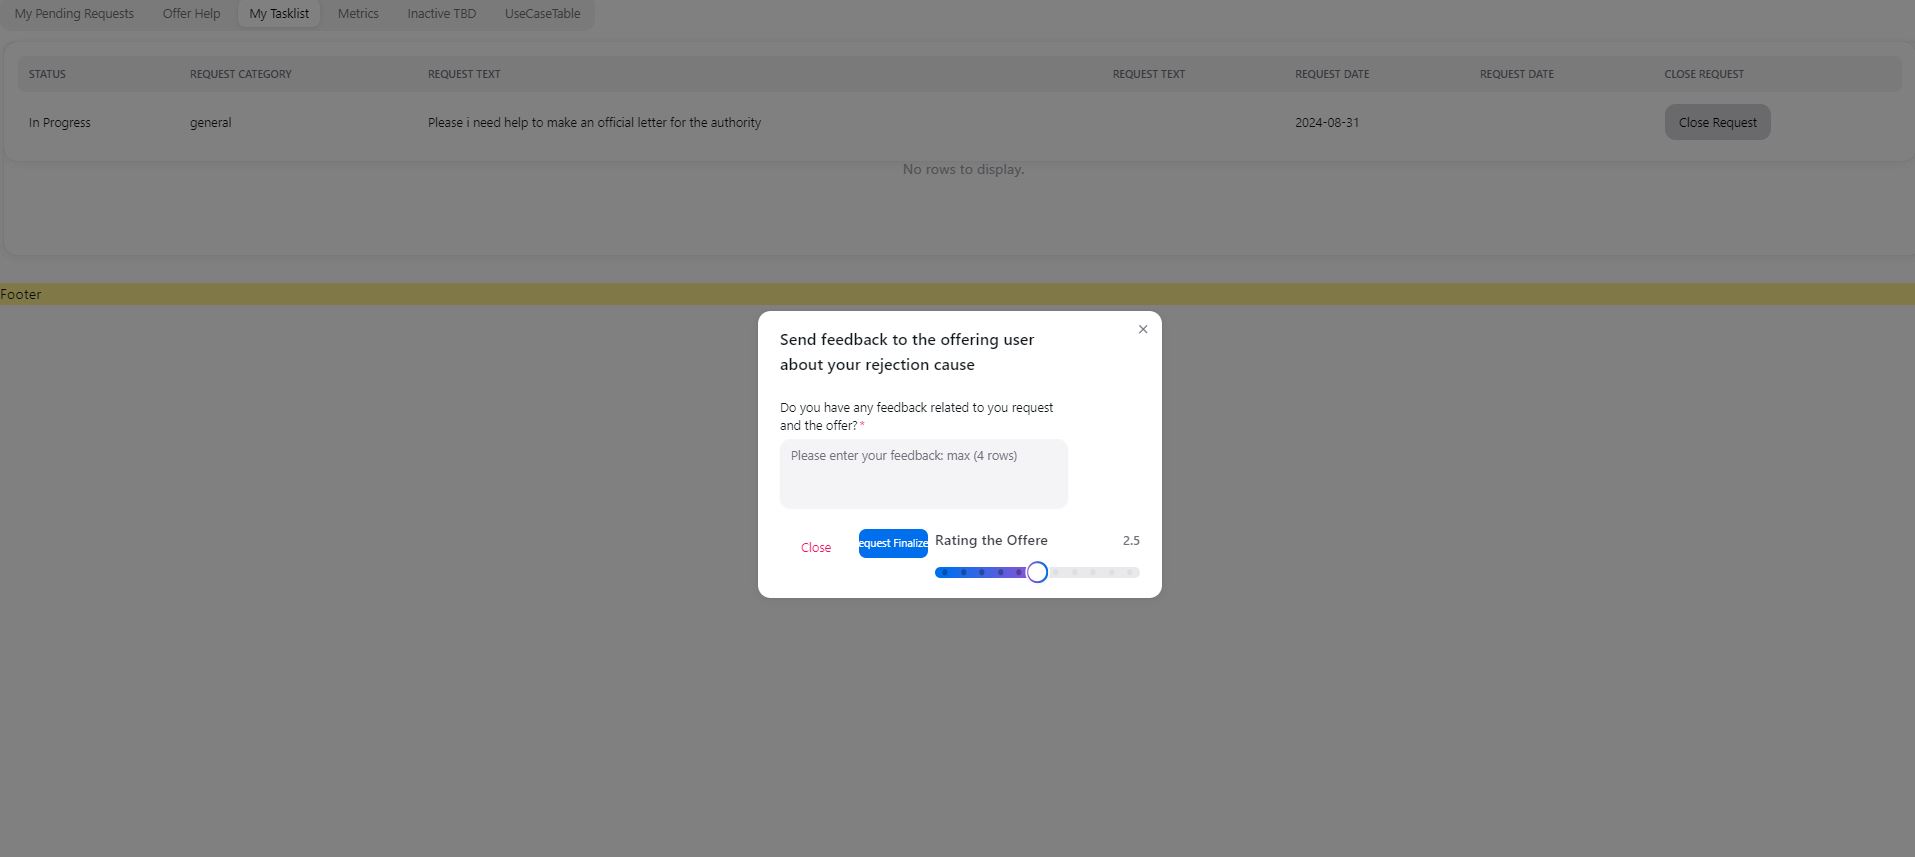 My Pending Requests Offer Help My Tasklist Metrics Inactive TBD UseCaseTable
STATUS REQUEST CATEGORY REQUEST TEXT REQUEST TEXT REQUEST DATE REQUEST DATE CLOSE REQUEST
In Progress general Please i need help to make an official letter for the authority 2024-08-31 Close Request
No rows to display.
Footer
Send feedback to the offering user
about your rejection cause
Do you have any feedback related to you request
and the offer?*
Please enter your feedback: max (4 rows)
Close equest Finalize Rating the Offere 2.5